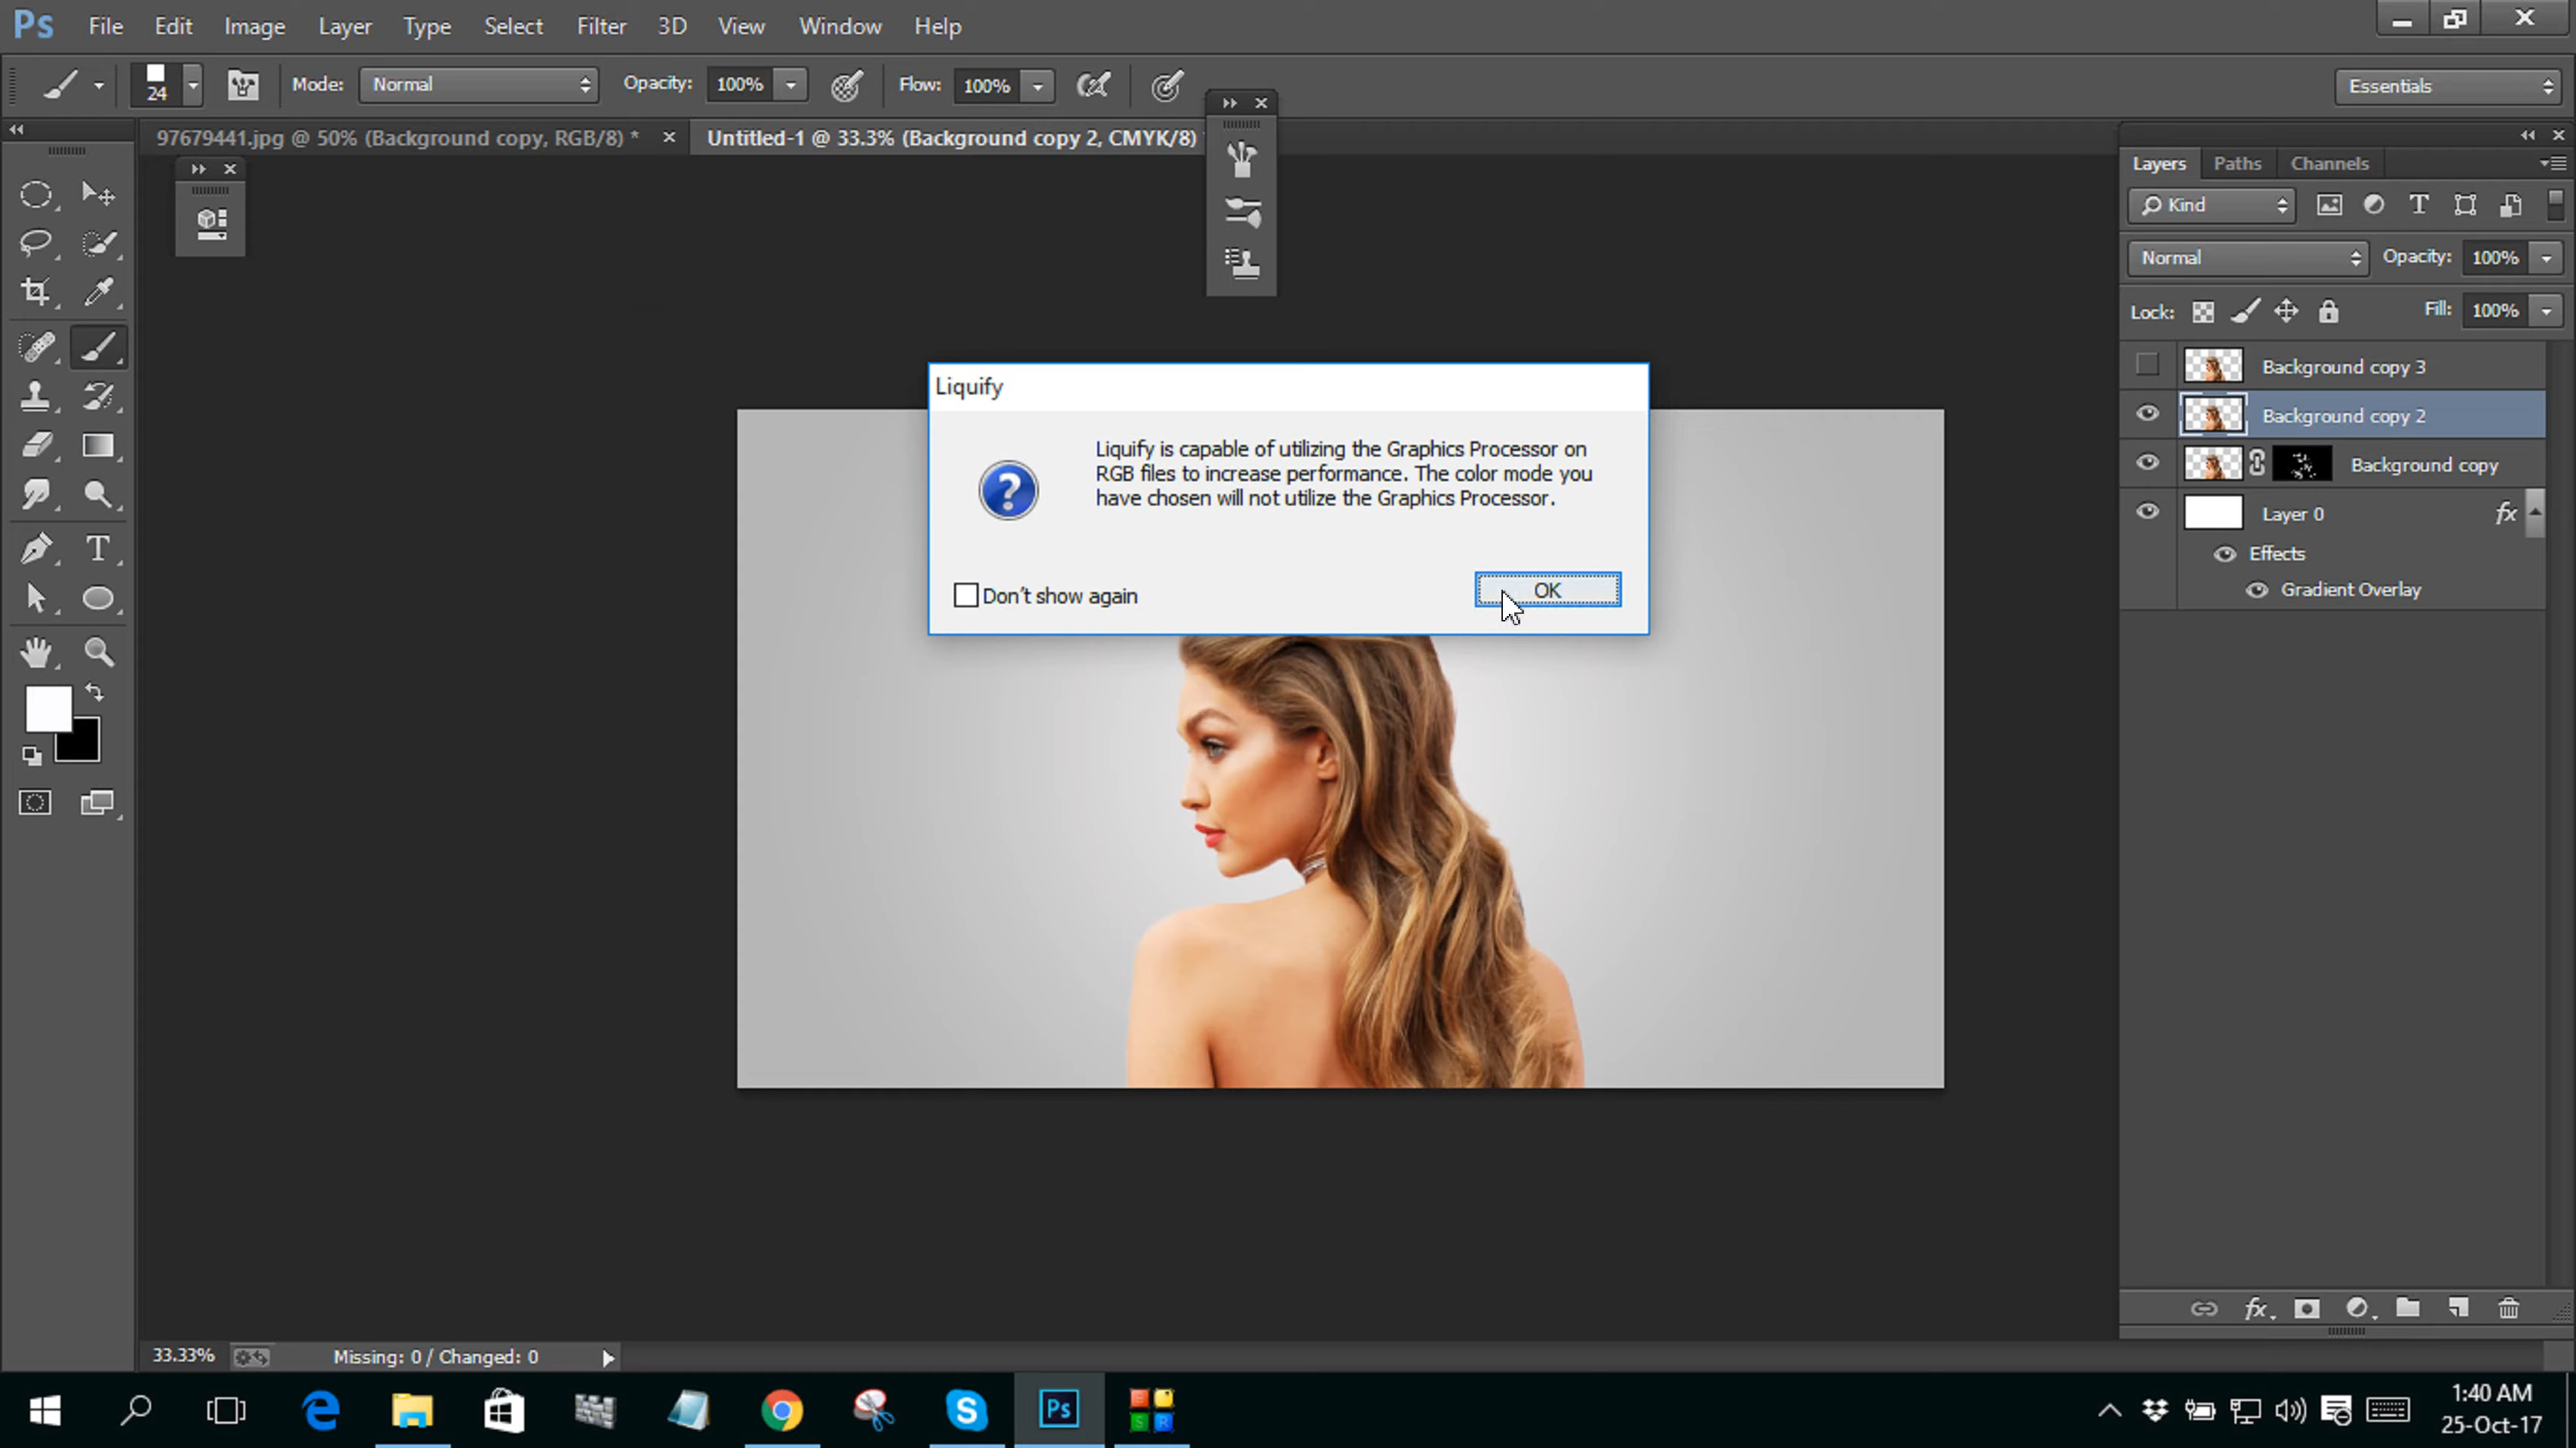 Ps File Edit Image Layer Type Select Filter 3D View Window Help
24 Mode: Normal Opacity: 100% Flow: 100% Essentials
97679441.jpg @ 50% (Background copy, RGB/8) * Untitled-1 @ 33.3% (Background copy 2, CMYK/8)
Layers Paths Channels
Kind
Normal Opacity: 100%
Lock: Fill: 100%
Background copy 3
Background copy 2
Background copy
Layer 0 fx
Effects
Gradient Overlay
Liquify
Liquify is capable of utilizing the Graphics Processor on
RGB files to increase performance. The color mode you
have chosen will not utilize the Graphics Processor.
Don't show again OK
T
fx
33.33% Missing: 0 / Changed: 0
Ps
1:40 AM
25-Oct-17